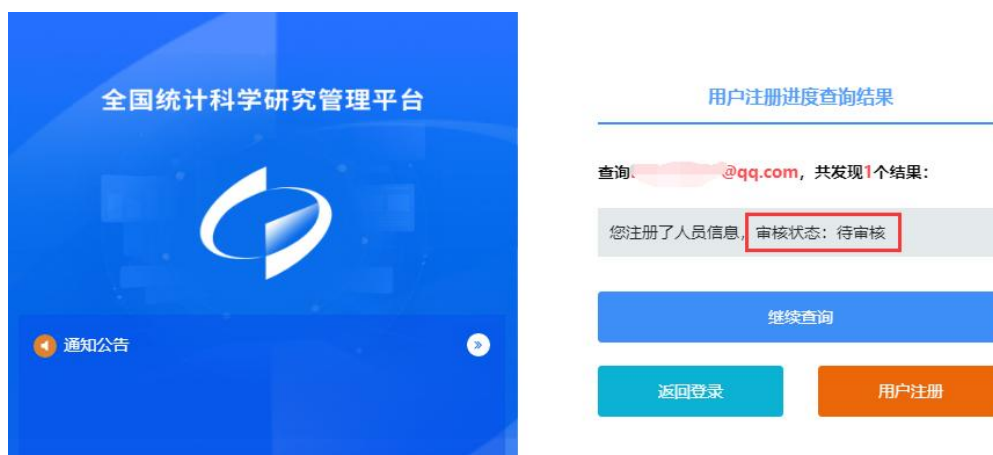 全国统计科学研究管理平台
通知公告
用户注册进度查询结果
查询 @qq.com，共发现1个结果：
您注册了人员信息，审核状态：待审核
继续查询
返回登录
用户注册